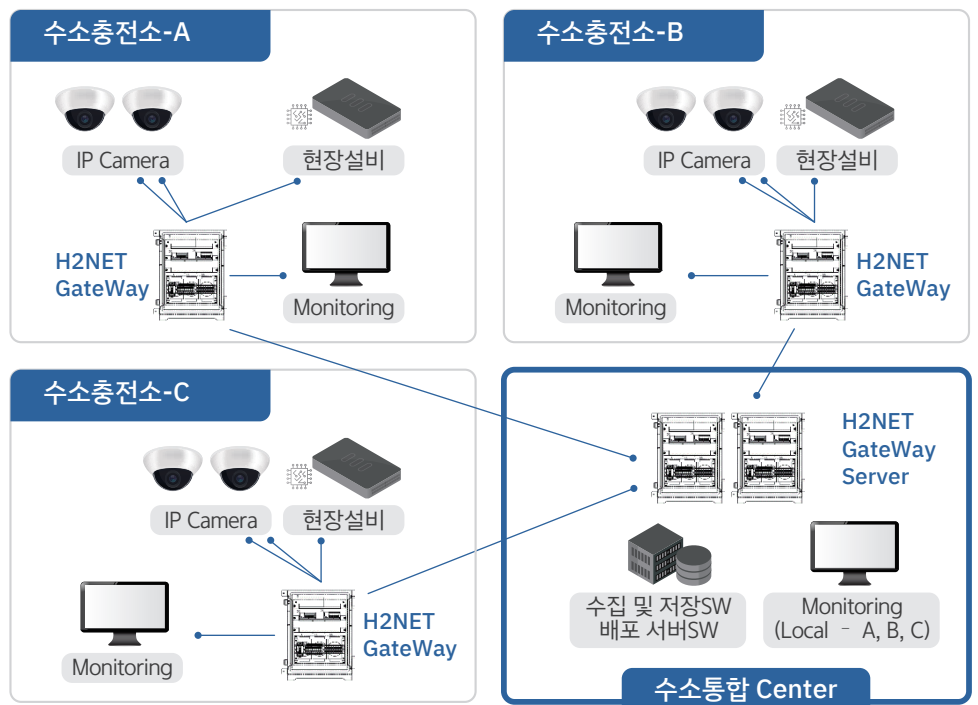 수소충전소-A
IP Camera
현장설비
H2NET
GateWay
Monitoring
수소충전소-B
IP Camera
현장설비
Monitoring
H2NET
GateWay
수소충전소-C
IP Camera
현장설비
Monitoring
H2NET
GateWay
H2NET
GateWay
Server
수집 및 저장SW
배포 서버SW
Monitoring
(Local - A, B, C)
수소통합 Center